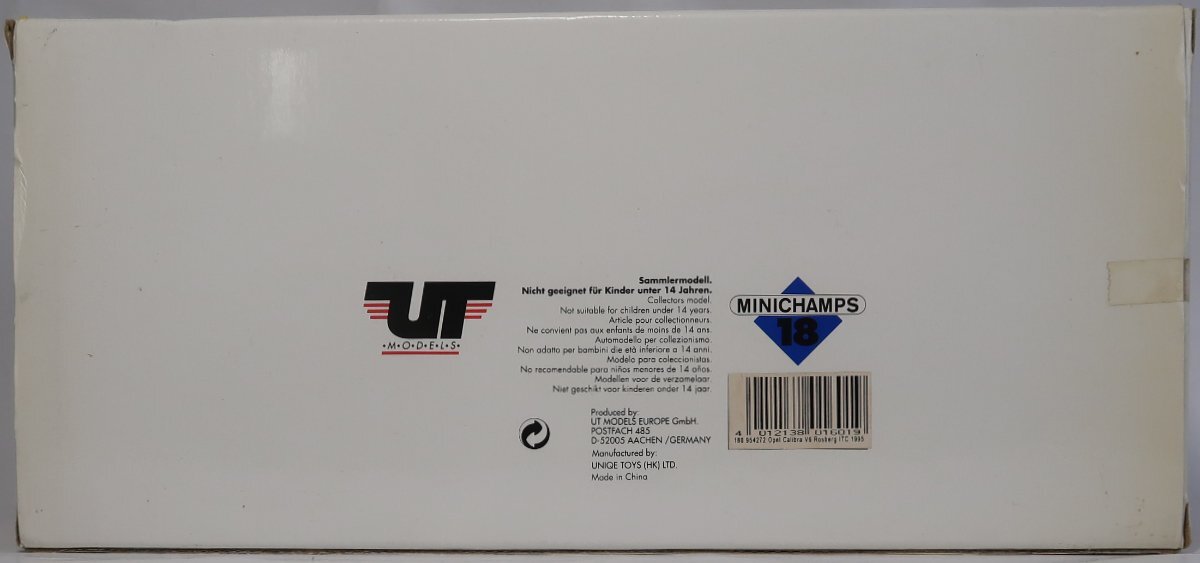 UT
·M·O·D·E·L·S·
Sammlermodell.
Nicht geeignet für Kinder unter 14 Jahren.
Collectors model.
Not suitable for children under 14 years.
Article pour collectionneurs.
Ne convient pas aux enfants de moins de 14 ans.
Automodello per collezionismo.
Non adatto per bambini die età inferiore a 14 anni.
Modelo para coleccionistas.
No recomendable para niños menores de 14 años.
Modellen voor de verzamelaar.
Niet geschikt voor kinderen onder 14 jaar.
Produced by:
UT MODELS EUROPE GmbH.
POSTFACH 485
D-52005 AACHEN /GERMANY
Manufactured by:
UNIQE TOYS (HK) LTD.
Made in China
MINICHAMPS
18
4 012138 016019
180 954272 Opel Calibra V6 Rosberg ITC 1995